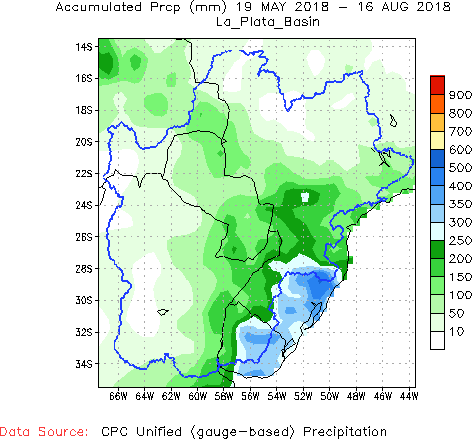 Accumulated Prcp (mm) 19 MAY 2018 - 16 AUG 2018
La_Plata_Basin
14S
16S
18S
20S
22S
24S
26S
28S
30S
32S
34S
66W 64W 62W 60W 58W 56W 54W 52W 50W 48W 46W 44W
900
800
700
600
500
400
350
300
250
200
150
100
50
10
Data Source: CPC Unified (gauge-based) Precipitation